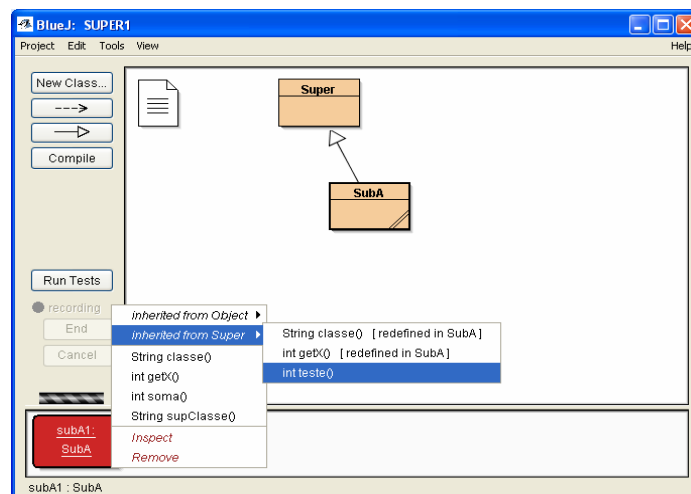 BlueJ: SUPER1
Project Edit Tools View Help
New Class...
--->
Compile
Run Tests
recording
End
Cancel
Super
SubA
inherited from Object
inherited from Super
String classe()
int getX()
int soma()
String supClasse()
Inspect
Remove
String classe() [ redefined in SubA ]
int getX() [ redefined in SubA ]
int teste()
subA1:
SubA
subA1 : SubA